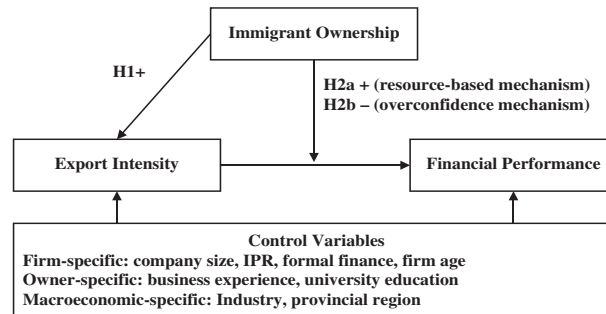 Immigrant Ownership
H1+
H2a + (resource-based mechanism)
H2b – (overconfidence mechanism)
Export Intensity
Financial Performance
Control Variables
Firm-specific: company size, IPR, formal finance, firm age
Owner-specific: business experience, university education
Macroeconomic-specific: Industry, provincial region